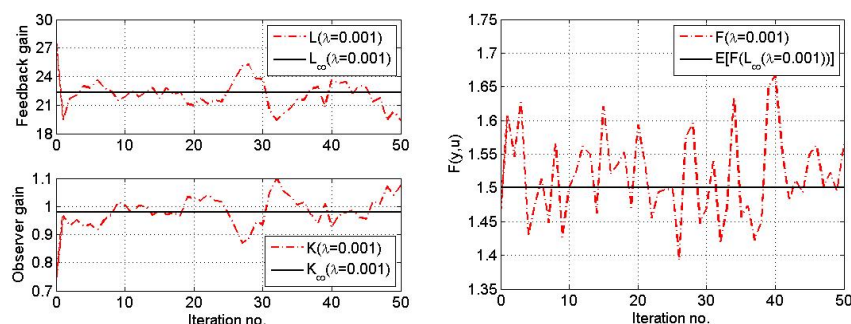 Feedback gain
30
27
24
21
18
0 10 20 30 40 50
L(λ=0.001)
L∞(λ=0.001)
Observer gain
1.1
1
0.9
0.8
0.7
0 10 20 30 40 50
Iteration no.
K(λ=0.001)
K∞(λ=0.001)
F(y,u)
1.75
1.7
1.65
1.6
1.55
1.5
1.45
1.4
1.35
0 10 20 30 40 50
Iteration no.
F(λ=0.001)
E[F(L∞(λ=0.001))]